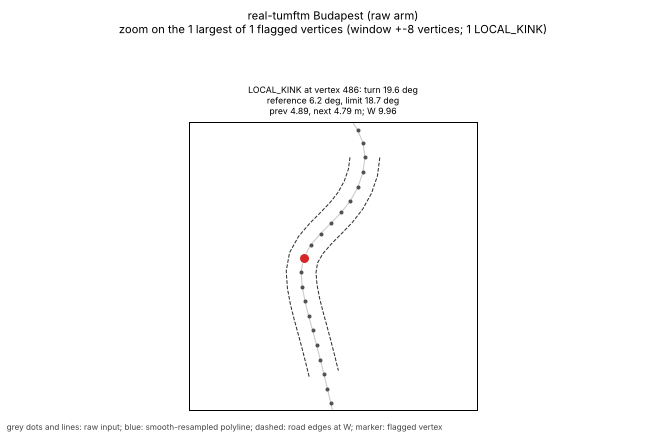 real-tumftm Budapest (raw arm)
zoom on the 1 largest of 1 flagged vertices (window +-8 vertices; 1 LOCAL_KINK)
LOCAL_KINK at vertex 486: turn 19.6 deg
reference 6.2 deg, limit 18.7 deg
prev 4.89, next 4.79 m; W 9.96
grey dots and lines: raw input; blue: smooth-resampled polyline; dashed: road edges at W; marker: flagged vertex